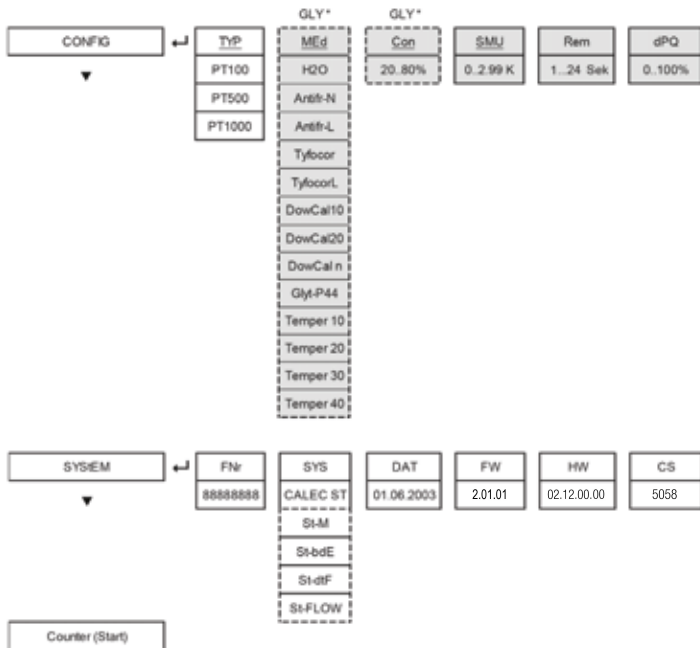 GLY* GLY*
CONFIG TYP MEd Con SMU Rem dPQ
PT100 H2O 20..80% 0..2.99 K 1...24 Sek 0..100%
PT500 Antifr-N
PT1000 Antifr-L
Tyfocor
TyfocorL
DowCal10
DowCal20
DowCal n
Glyt-P44
Temper 10
Temper 20
Temper 30
Temper 40
SYStEM FNr SYS DAT FW HW CS
88888888 CALEC ST 01.06.2003 2.01.01 02.12.00.00 5058
St-M
St-bdE
St-dtF
St-FLOW
Counter (Start)